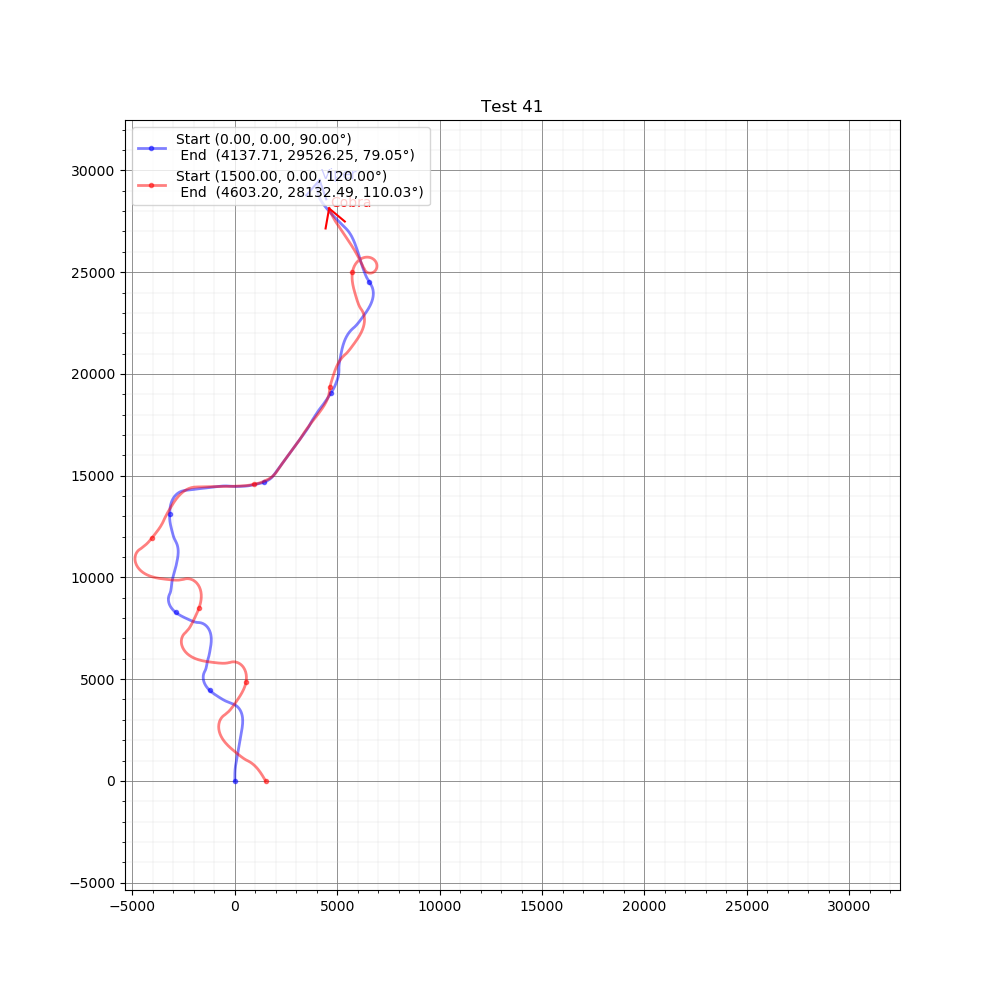 Test 41
Start (0.00, 0.00, 90.00°)
End (4137.71, 29526.25, 79.05°)
Start (1500.00, 0.00, 120.00°)
End (4603.20, 28132.49, 110.03°)
Cobra
30000
25000
20000
15000
10000
5000
0
−5000
−5000 0 5000 10000 15000 20000 25000 30000